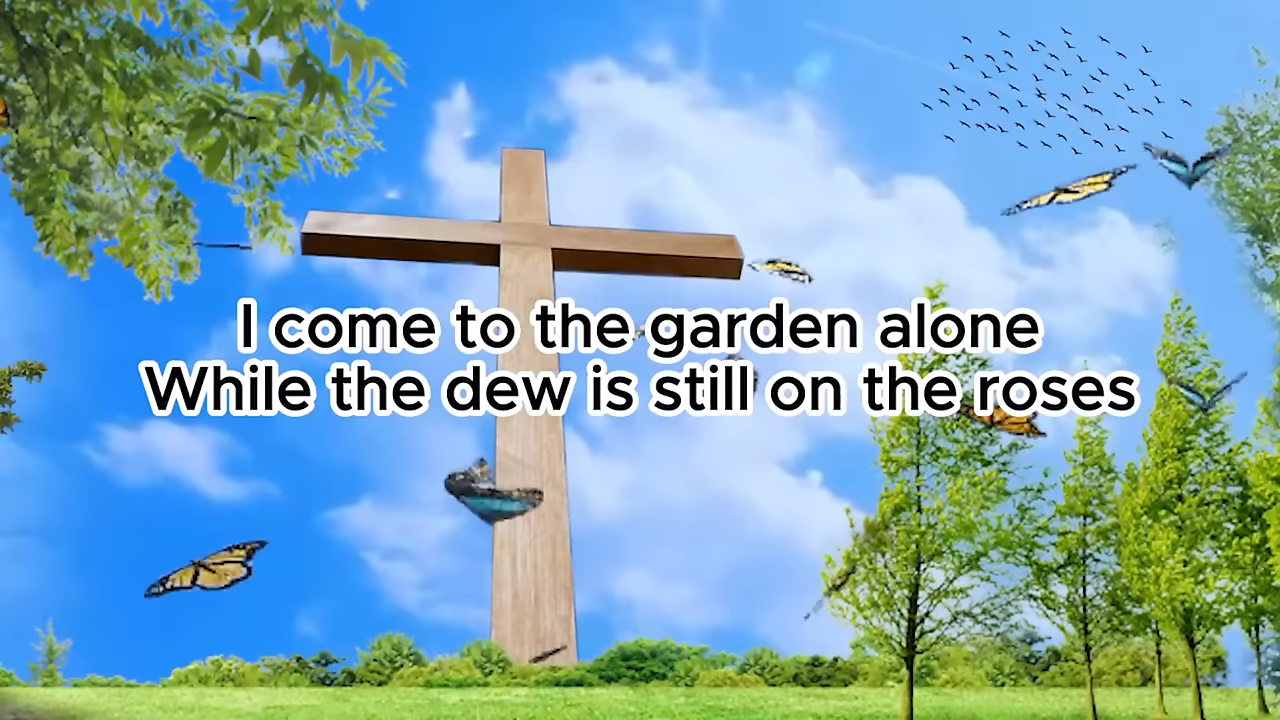 I come to the garden alone
While the dew is still on the roses